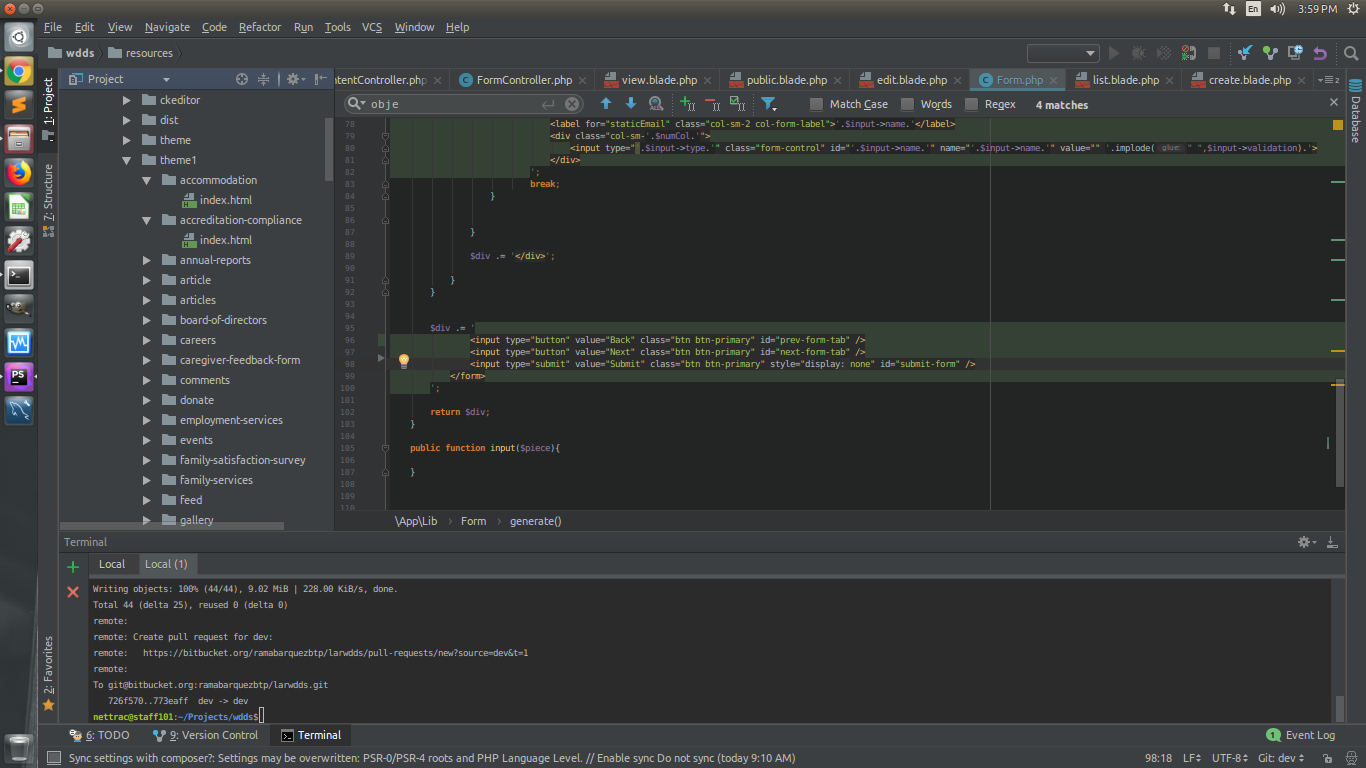 En
3:59 PM
File Edit View Navigate Code Refactor Run Tools VCS Window Help
wdds resources
Project
1: Project
7: Structure
2: Favorites
Database
ckeditor
dist
theme
theme1
accommodation
index.html
accreditation-compliance
index.html
annual-reports
article
articles
board-of-directors
careers
caregiver-feedback-form
comments
donate
employment-services
events
family-satisfaction-survey
family-services
feed
gallery
ntentController.php FormController.php view.blade.php public.blade.php edit.blade.php Form.php list.blade.php create.blade.php
obje Match Case Words Regex 4 matches
78 <label for="staticEmail" class="col-sm-2 col-form-label">'.$input->name.'</label>
79 <div class="col-sm-'.$numCol.'">
80 <input type="'.$input->type.'" class="form-control" id="'.$input->name.'" name="'.$input->name.'" value="" '.implode( glue: " ",$input->validation).'>
81 </div>
82 ';
83 break;
84 }
85
86
87 }
88
89 $div .= '</div>';
90
91 }
92 }
93
94
95 $div .= '
96 <input type="button" value="Back" class="btn btn-primary" id="prev-form-tab" />
97 <input type="button" value="Next" class="btn btn-primary" id="next-form-tab" />
98 <input type="submit" value="Submit" class="btn btn-primary" style="display: none" id="submit-form" />
99 </form>
100 ';
101
102 return $div;
103 }
104
105 public function input($piece){
106
107 }
108
109
110
\App\Lib › Form › generate()
Terminal
Local Local (1)
Writing objects: 100% (44/44), 9.02 MiB | 228.00 KiB/s, done.
Total 44 (delta 25), reused 0 (delta 0)
remote:
remote: Create pull request for dev:
remote:   https://bitbucket.org/ramabarquezbtp/larwdds/pull-requests/new?source=dev&t=1
remote:
To git@bitbucket.org:ramabarquezbtp/larwdds.git
726f570..773eaff  dev -> dev
nettrac@staff101:~/Projects/wdds$
6: TODO 9: Version Control Terminal 1 Event Log
Sync settings with composer?: Settings may be overwritten: PSR-0/PSR-4 roots and PHP Language Level. // Enable sync Do not sync (today 9:10 AM) 98:18 LF UTF-8 Git: dev